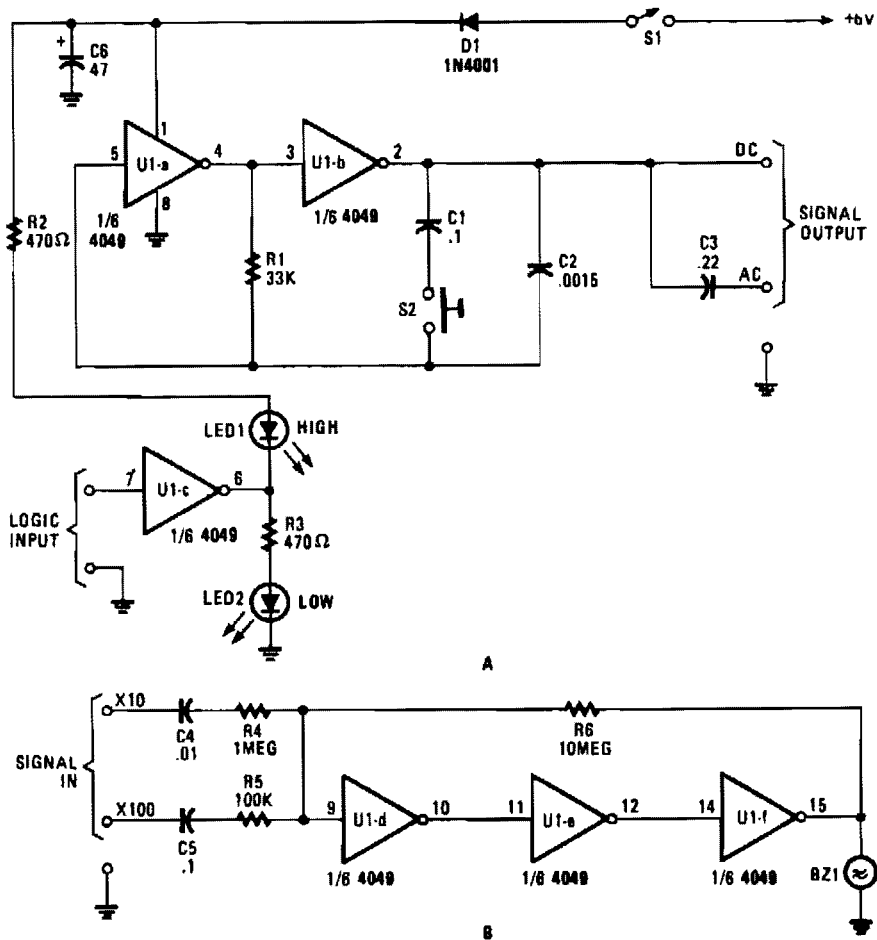 +6V
S1
D1
1N4001
+
C6
47
1
5
U1-a
4
8
1/6
4049
3
U1-b
2
1/6 4049
R2
470Ω
R1
33K
C1
.1
S2
C2
.0015
C3
.22
DC
AC
SIGNAL
OUTPUT
LED1
HIGH
7
U1-c
6
1/6 4049
LOGIC
INPUT
R3
470Ω
LED2
LOW
A
X10
C4
.01
R4
1MEG
R6
10MEG
SIGNAL
IN
X100
C5
.1
R5
100K
9
U1-d
10
1/6 4049
11
U1-e
12
1/6 4049
14
U1-f
15
1/6 4049
BZ1
B